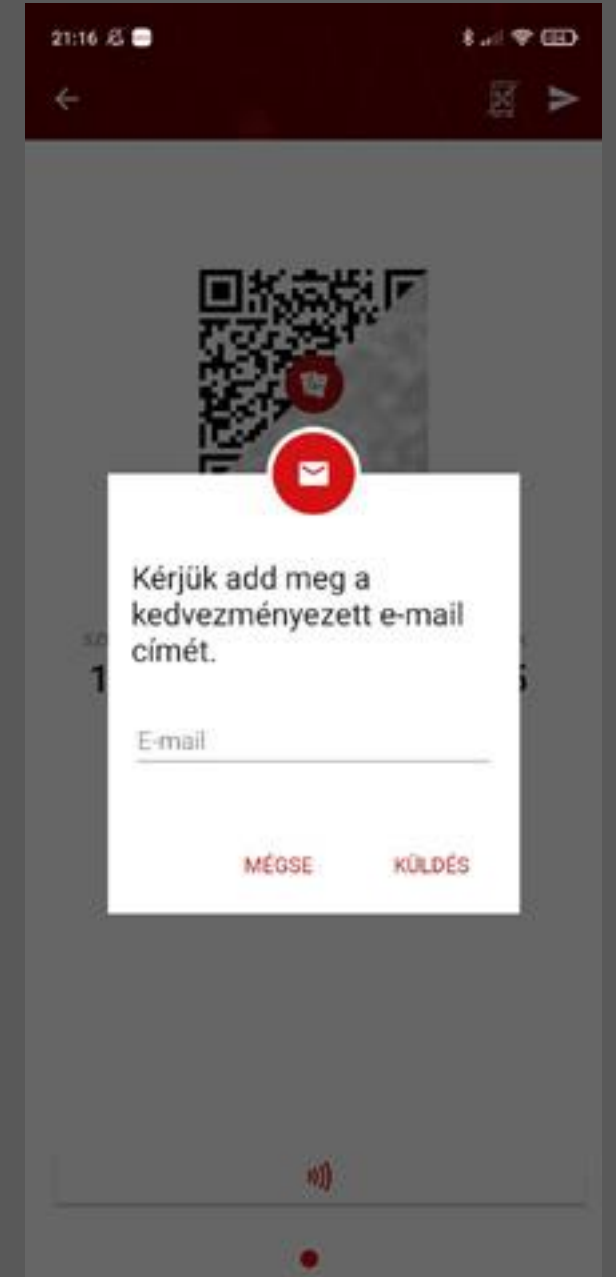 21:16
Kérjük add meg a
kedvezményezett e-mail
címét.
E-mail
MÉGSE KÜLDÉS